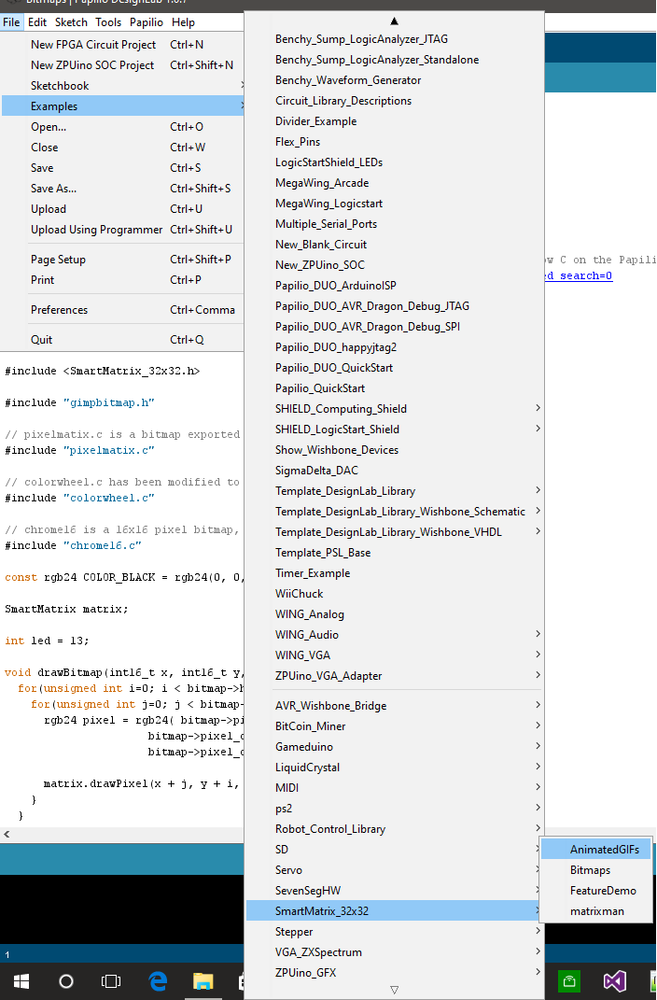 Bitmaps | Papilio DesignLab 1.0.7
File Edit Sketch Tools Papilio Help
New FPGA Circuit Project Ctrl+N
New ZPUino SOC Project Ctrl+Shift+N
Sketchbook
Examples
Open... Ctrl+O
Close Ctrl+W
Save Ctrl+S
Save As... Ctrl+Shift+S
Upload Ctrl+U
Upload Using Programmer Ctrl+Shift+U
Page Setup Ctrl+Shift+P
Print Ctrl+P
Preferences Ctrl+Comma
Quit Ctrl+Q
Benchy_Sump_LogicAnalyzer_JTAG
Benchy_Sump_LogicAnalyzer_Standalone
Benchy_Waveform_Generator
Circuit_Library_Descriptions
Divider_Example
Flex_Pins
LogicStartShield_LEDs
MegaWing_Arcade
MegaWing_Logicstart
Multiple_Serial_Ports
New_Blank_Circuit
New_ZPUino_SOC
Papilio_DUO_ArduinoISP
Papilio_DUO_AVR_Dragon_Debug_JTAG
Papilio_DUO_AVR_Dragon_Debug_SPI
Papilio_DUO_happyjtag2
Papilio_DUO_QuickStart
Papilio_QuickStart
SHIELD_Computing_Shield
SHIELD_LogicStart_Shield
Show_Wishbone_Devices
SigmaDelta_DAC
Template_DesignLab_Library
Template_DesignLab_Library_Wishbone_Schematic
Template_DesignLab_Library_Wishbone_VHDL
Template_PSL_Base
Timer_Example
WiiChuck
WING_Analog
WING_Audio
WING_VGA
ZPUino_VGA_Adapter
AVR_Wishbone_Bridge
BitCoin_Miner
Gameduino
LiquidCrystal
MIDI
ps2
Robot_Control_Library
SD
Servo
SevenSegHW
SmartMatrix_32x32
Stepper
VGA_ZXSpectrum
ZPUino_GFX
AnimatedGIFs
Bitmaps
FeatureDemo
matrixman
ow C on the Papili
ed search=0
#include <SmartMatrix_32x32.h>
#include "gimpbitmap.h"
// pixelmatix.c is a bitmap exported
#include "pixelmatix.c"
// colorwheel.c has been modified to
#include "colorwheel.c"
// chrome16 is a 16x16 pixel bitmap,
#include "chrome16.c"
const rgb24 COLOR_BLACK = rgb24(0, 0,
SmartMatrix matrix;
int led = 13;
void drawBitmap(int16_t x, int16_t y,
for(unsigned int i=0; i < bitmap->h
for(unsigned int j=0; j < bitmap-
rgb24 pixel = rgb24( bitmap->pi
bitmap->pixel_d
bitmap->pixel_d
matrix.drawPixel(x + j, y + i,
}
}
1